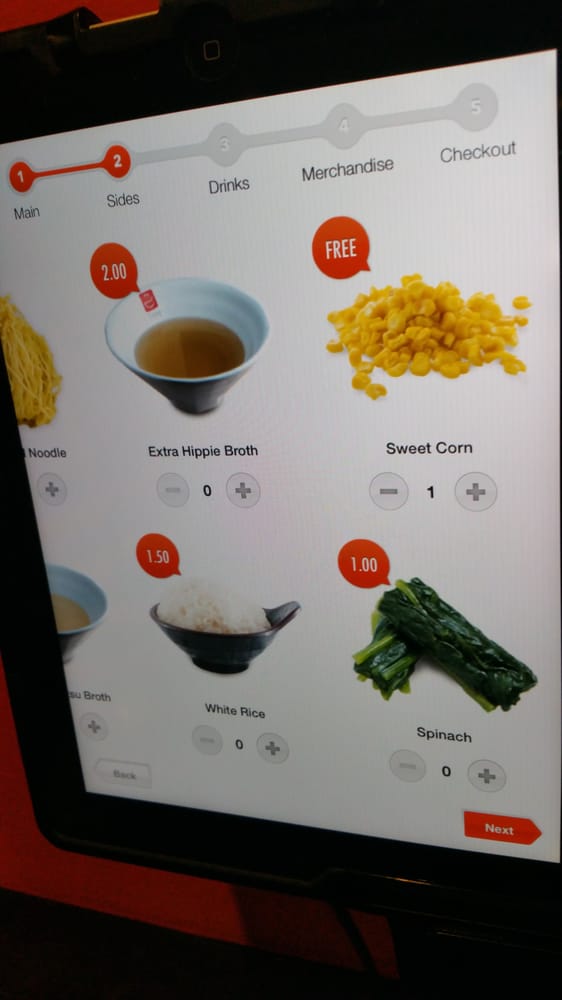 1
2
3
4
5
Main
Sides
Drinks
Merchandise
Checkout
2.00
FREE
Noodle
Extra Hippie Broth
Sweet Corn
0
1
1.50
1.00
su Broth
White Rice
Spinach
0
0
Back
Next